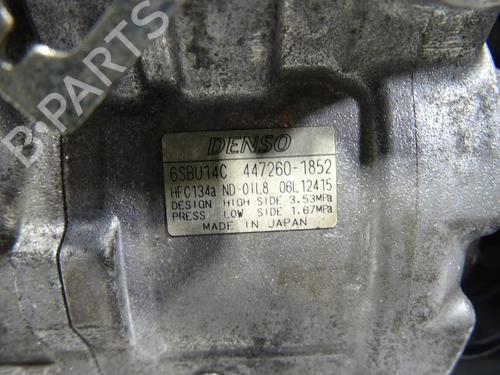 B-PARTS
DENSO
6SBU14C 447260-1852
HFC134a ND-OIL8 06L12415
DESIGN HIGH SIDE 3.53MPa
PRESS LOW SIDE 1.67MPa
MADE IN JAPAN